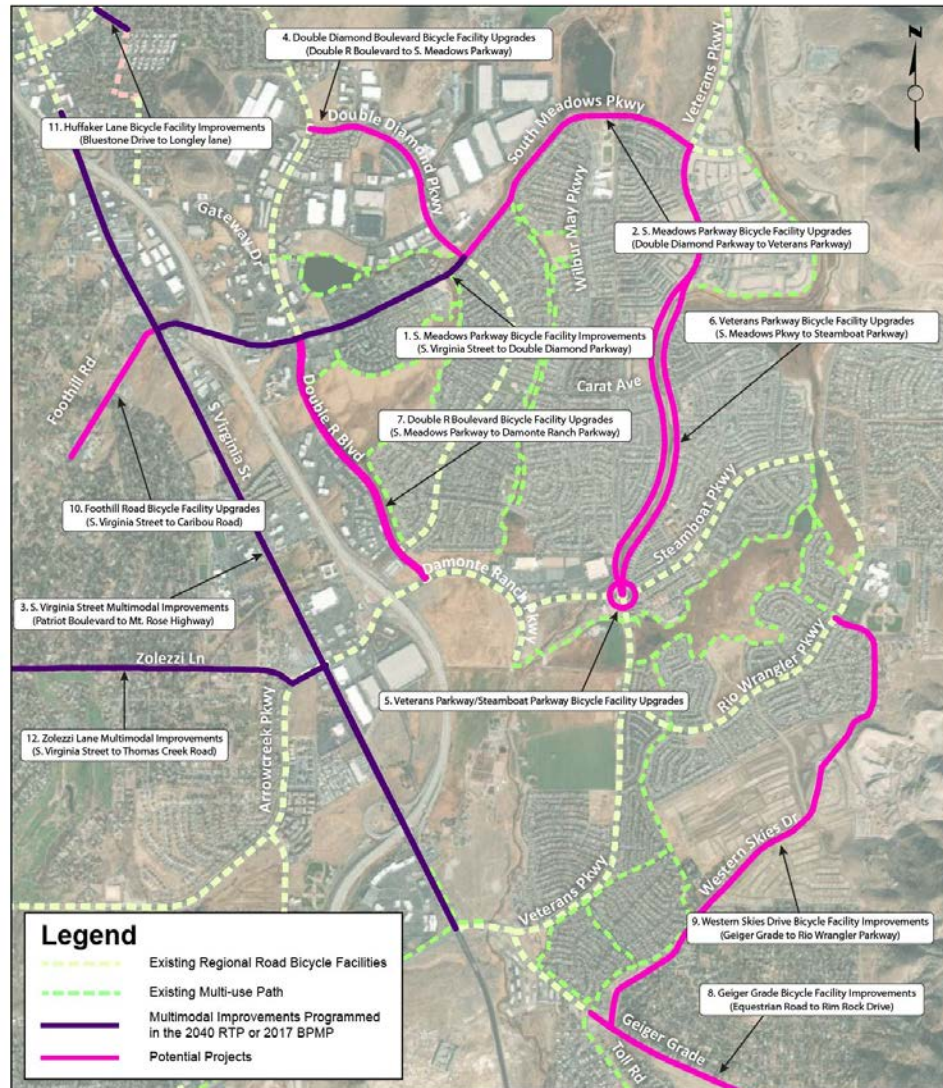 4. Double Diamond Boulevard Bicycle Facility Upgrades
(Double R Boulevard to S. Meadows Parkway)
Veterans Pkwy
Z
11. Huffaker Lane Bicycle Facility Improvements
(Bluestone Drive to Longley lane)
Double Diamond Pkwy
South Meadows Pkwy
Gateway Dr
Wilbur May Pkwy
2. S. Meadows Parkway Bicycle Facility Upgrades
(Double Diamond Parkway to Veterans Parkway)
1. S. Meadows Parkway Bicycle Facility Improvements
(S. Virginia Street to Double Diamond Parkway)
6. Veterans Parkway Bicycle Facility Upgrades
(S. Meadows Pkwy to Steamboat Parkway)
Foothill Rd
S Virginia St
Double R Blvd
Carat Ave
7. Double R Boulevard Bicycle Facility Upgrades
(S. Meadows Parkway to Damonte Ranch Parkway)
10. Foothill Road Bicycle Facility Upgrades
(S. Virginia Street to Caribou Road)
Steamboat Pkwy
Damonte Ranch Pkwy
3. S. Virginia Street Multimodal Improvements
(Patriot Boulevard to Mt. Rose Highway)
Zolezzi Ln
Rio Wrangler Pkwy
5. Veterans Parkway/Steamboat Parkway Bicycle Facility Upgrades
12. Zolezzi Lane Multimodal Improvements
(S. Virginia Street to Thomas Creek Road)
Arrowcreek Pkwy
Western Skies Dr
Veterans Pkwy
9. Western Skies Drive Bicycle Facility Improvements
(Geiger Grade to Rio Wrangler Parkway)
8. Geiger Grade Bicycle Facility Improvements
(Equestrian Road to Rim Rock Drive)
Geiger Grade
Toll Rd
Legend
Existing Regional Road Bicycle Facilities
Existing Multi-use Path
Multimodal Improvements Programmed
in the 2040 RTP or 2017 BPMP
Potential Projects